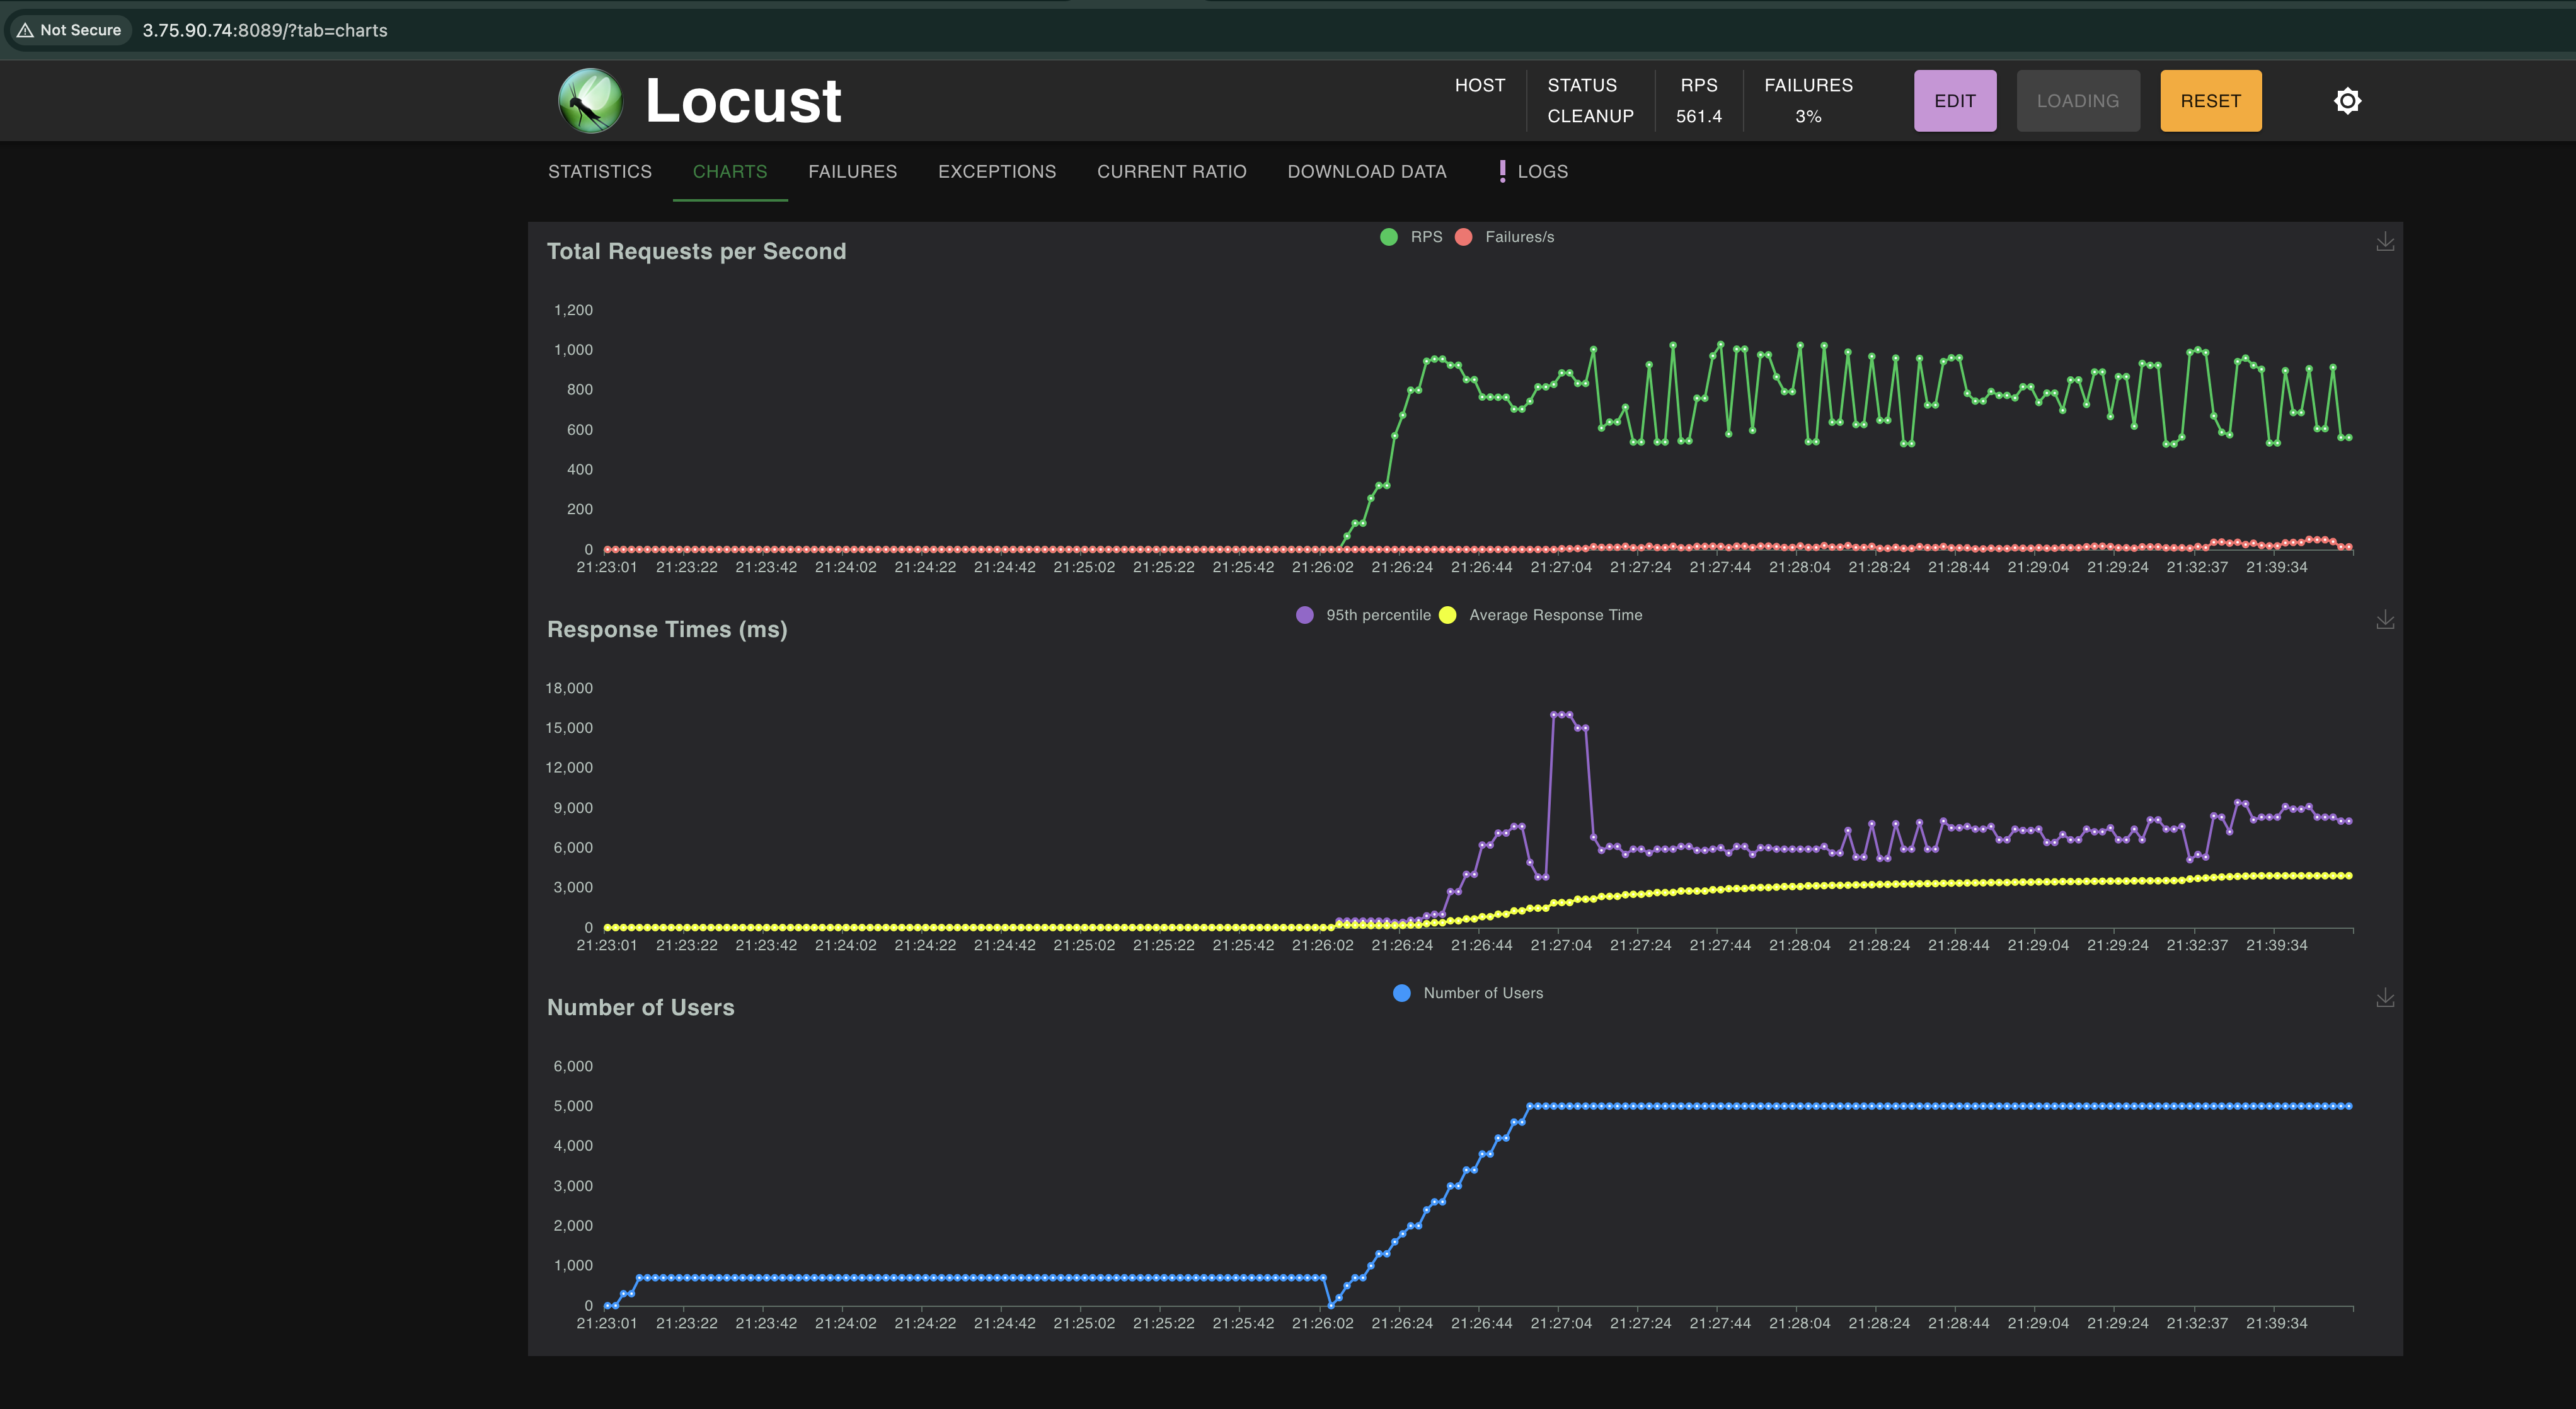 Not Secure 3.75.90.74:8089/?tab=charts
Locust
HOST STATUS RPS FAILURES
CLEANUP 561.4 3%
EDIT LOADING RESET
STATISTICS CHARTS FAILURES EXCEPTIONS CURRENT RATIO DOWNLOAD DATA ! LOGS
Total Requests per Second
RPS Failures/s
1,200
1,000
800
600
400
200
0
21:23:01 21:23:22 21:23:42 21:24:02 21:24:22 21:24:42 21:25:02 21:25:22 21:25:42 21:26:02 21:26:24 21:26:44 21:27:04 21:27:24 21:27:44 21:28:04 21:28:24 21:28:44 21:29:04 21:29:24 21:32:37 21:39:34
Response Times (ms)
95th percentile Average Response Time
18,000
15,000
12,000
9,000
6,000
3,000
0
21:23:01 21:23:22 21:23:42 21:24:02 21:24:22 21:24:42 21:25:02 21:25:22 21:25:42 21:26:02 21:26:24 21:26:44 21:27:04 21:27:24 21:27:44 21:28:04 21:28:24 21:28:44 21:29:04 21:29:24 21:32:37 21:39:34
Number of Users
Number of Users
6,000
5,000
4,000
3,000
2,000
1,000
0
21:23:01 21:23:22 21:23:42 21:24:02 21:24:22 21:24:42 21:25:02 21:25:22 21:25:42 21:26:02 21:26:24 21:26:44 21:27:04 21:27:24 21:27:44 21:28:04 21:28:24 21:28:44 21:29:04 21:29:24 21:32:37 21:39:34